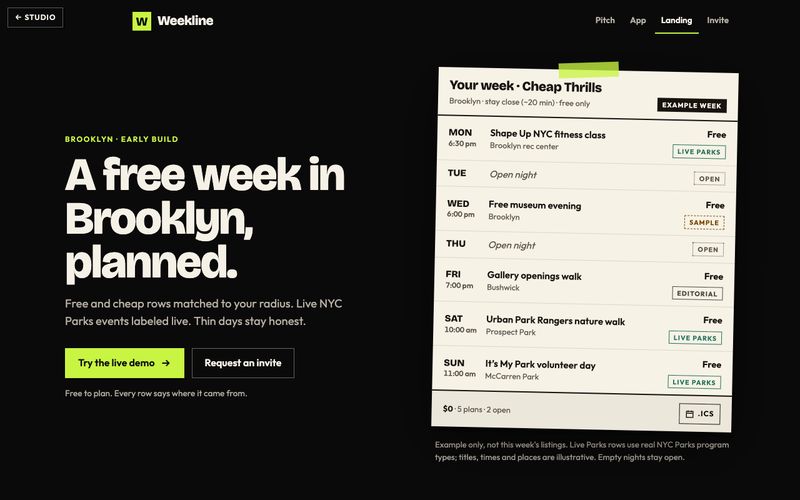 ← STUDIO
W Weekline
Pitch App Landing Invite
BROOKLYN · EARLY BUILD
A free week in
Brooklyn,
planned.
Free and cheap rows matched to your radius. Live NYC
Parks events labeled live. Thin days stay honest.
Try the live demo →
Request an invite
Free to plan. Every row says where it came from.
Your week · Cheap Thrills
Brooklyn · stay close (~20 min) · free only
EXAMPLE WEEK
MON Shape Up NYC fitness class Free
6:30 pm Brooklyn rec center LIVE PARKS
TUE Open night OPEN
WED Free museum evening Free
6:00 pm Brooklyn SAMPLE
THU Open night OPEN
FRI Gallery openings walk Free
7:00 pm Bushwick EDITORIAL
SAT Urban Park Rangers nature walk Free
10:00 am Prospect Park LIVE PARKS
SUN It's My Park volunteer day Free
11:00 am McCarren Park LIVE PARKS
$0 · 5 plans · 2 open .ICS
Example only, not this week's listings. Live Parks rows use real NYC Parks program
types; titles, times and places are illustrative. Empty nights stay open.